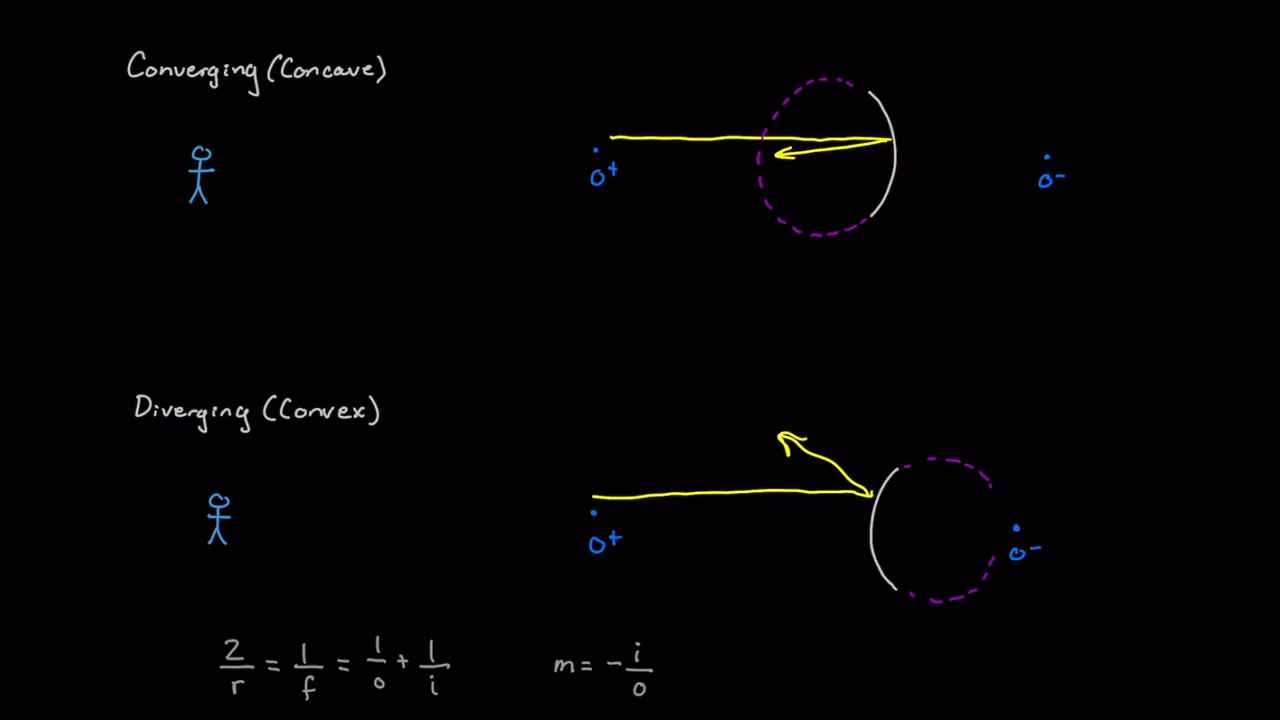 Converging (Concave)
o⁺
o⁻
Diverging (Convex)
o⁺
o⁻
2/r = 1/f = 1/o + 1/i
m = -i/o